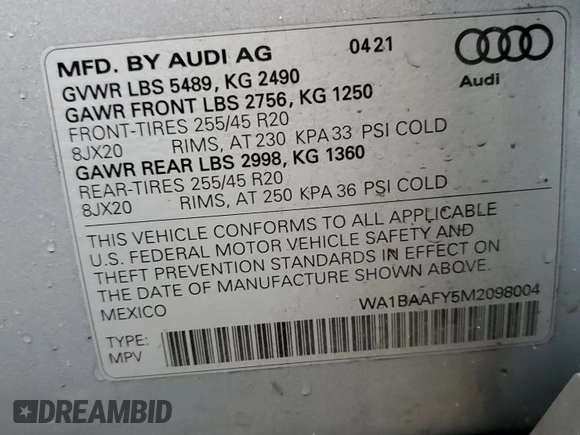 MFD. BY AUDI AG 0421
GVWR LBS 5489, KG 2490
GAWR FRONT LBS 2756, KG 1250
FRONT-TIRES 255/45 R20
8JX20 RIMS, AT 230 KPA 33 PSI COLD
GAWR REAR LBS 2998, KG 1360
REAR-TIRES 255/45 R20
8JX20 RIMS, AT 250 KPA 36 PSI COLD
Audi
THIS VEHICLE CONFORMS TO ALL APPLICABLE
U.S. FEDERAL MOTOR VEHICLE SAFETY AND
THEFT PREVENTION STANDARDS IN EFFECT ON
THE DATE OF MANUFACTURE SHOWN ABOVE.
MEXICO WA1BAAFY5M2098004
TYPE:
MPV
DREAMBID